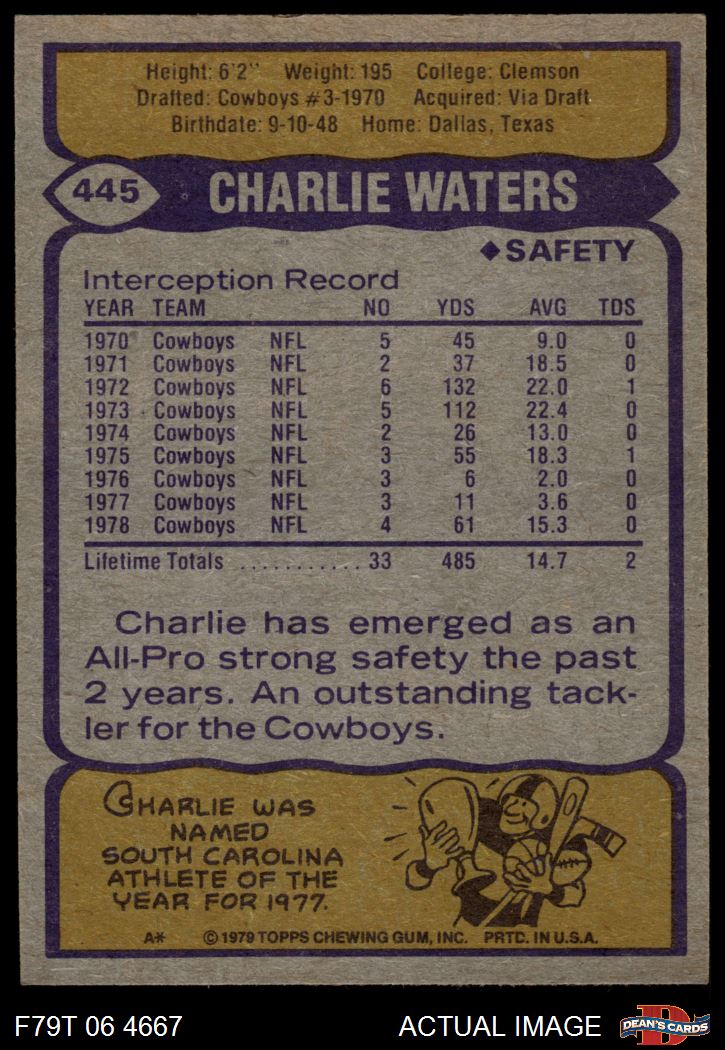 Height: 6'2" Weight: 195 College: Clemson
Drafted: Cowboys #3-1970 Acquired: Via Draft
Birthdate: 9-10-48 Home: Dallas, Texas
445 CHARLIE WATERS
◆SAFETY
Interception Record
YEAR TEAM NO YDS AVG TDS
1970 Cowboys NFL 5 45 9.0 0
1971 Cowboys NFL 2 37 18.5 0
1972 Cowboys NFL 6 132 22.0 1
1973 Cowboys NFL 5 112 22.4 0
1974 Cowboys NFL 2 26 13.0 0
1975 Cowboys NFL 3 55 18.3 1
1976 Cowboys NFL 3 6 2.0 0
1977 Cowboys NFL 3 11 3.6 0
1978 Cowboys NFL 4 61 15.3 0
Lifetime Totals ........... 33 485 14.7 2
Charlie has emerged as an
All-Pro strong safety the past
2 years. An outstanding tack-
ler for the Cowboys.
CHARLIE WAS
NAMED
SOUTH CAROLINA
ATHLETE OF THE
YEAR FOR 1977.
A* © 1979 TOPPS CHEWING GUM, INC. PRTD. IN U.S.A.
F79T 06 4667 ACTUAL IMAGE
D
DEAN'S CARDS